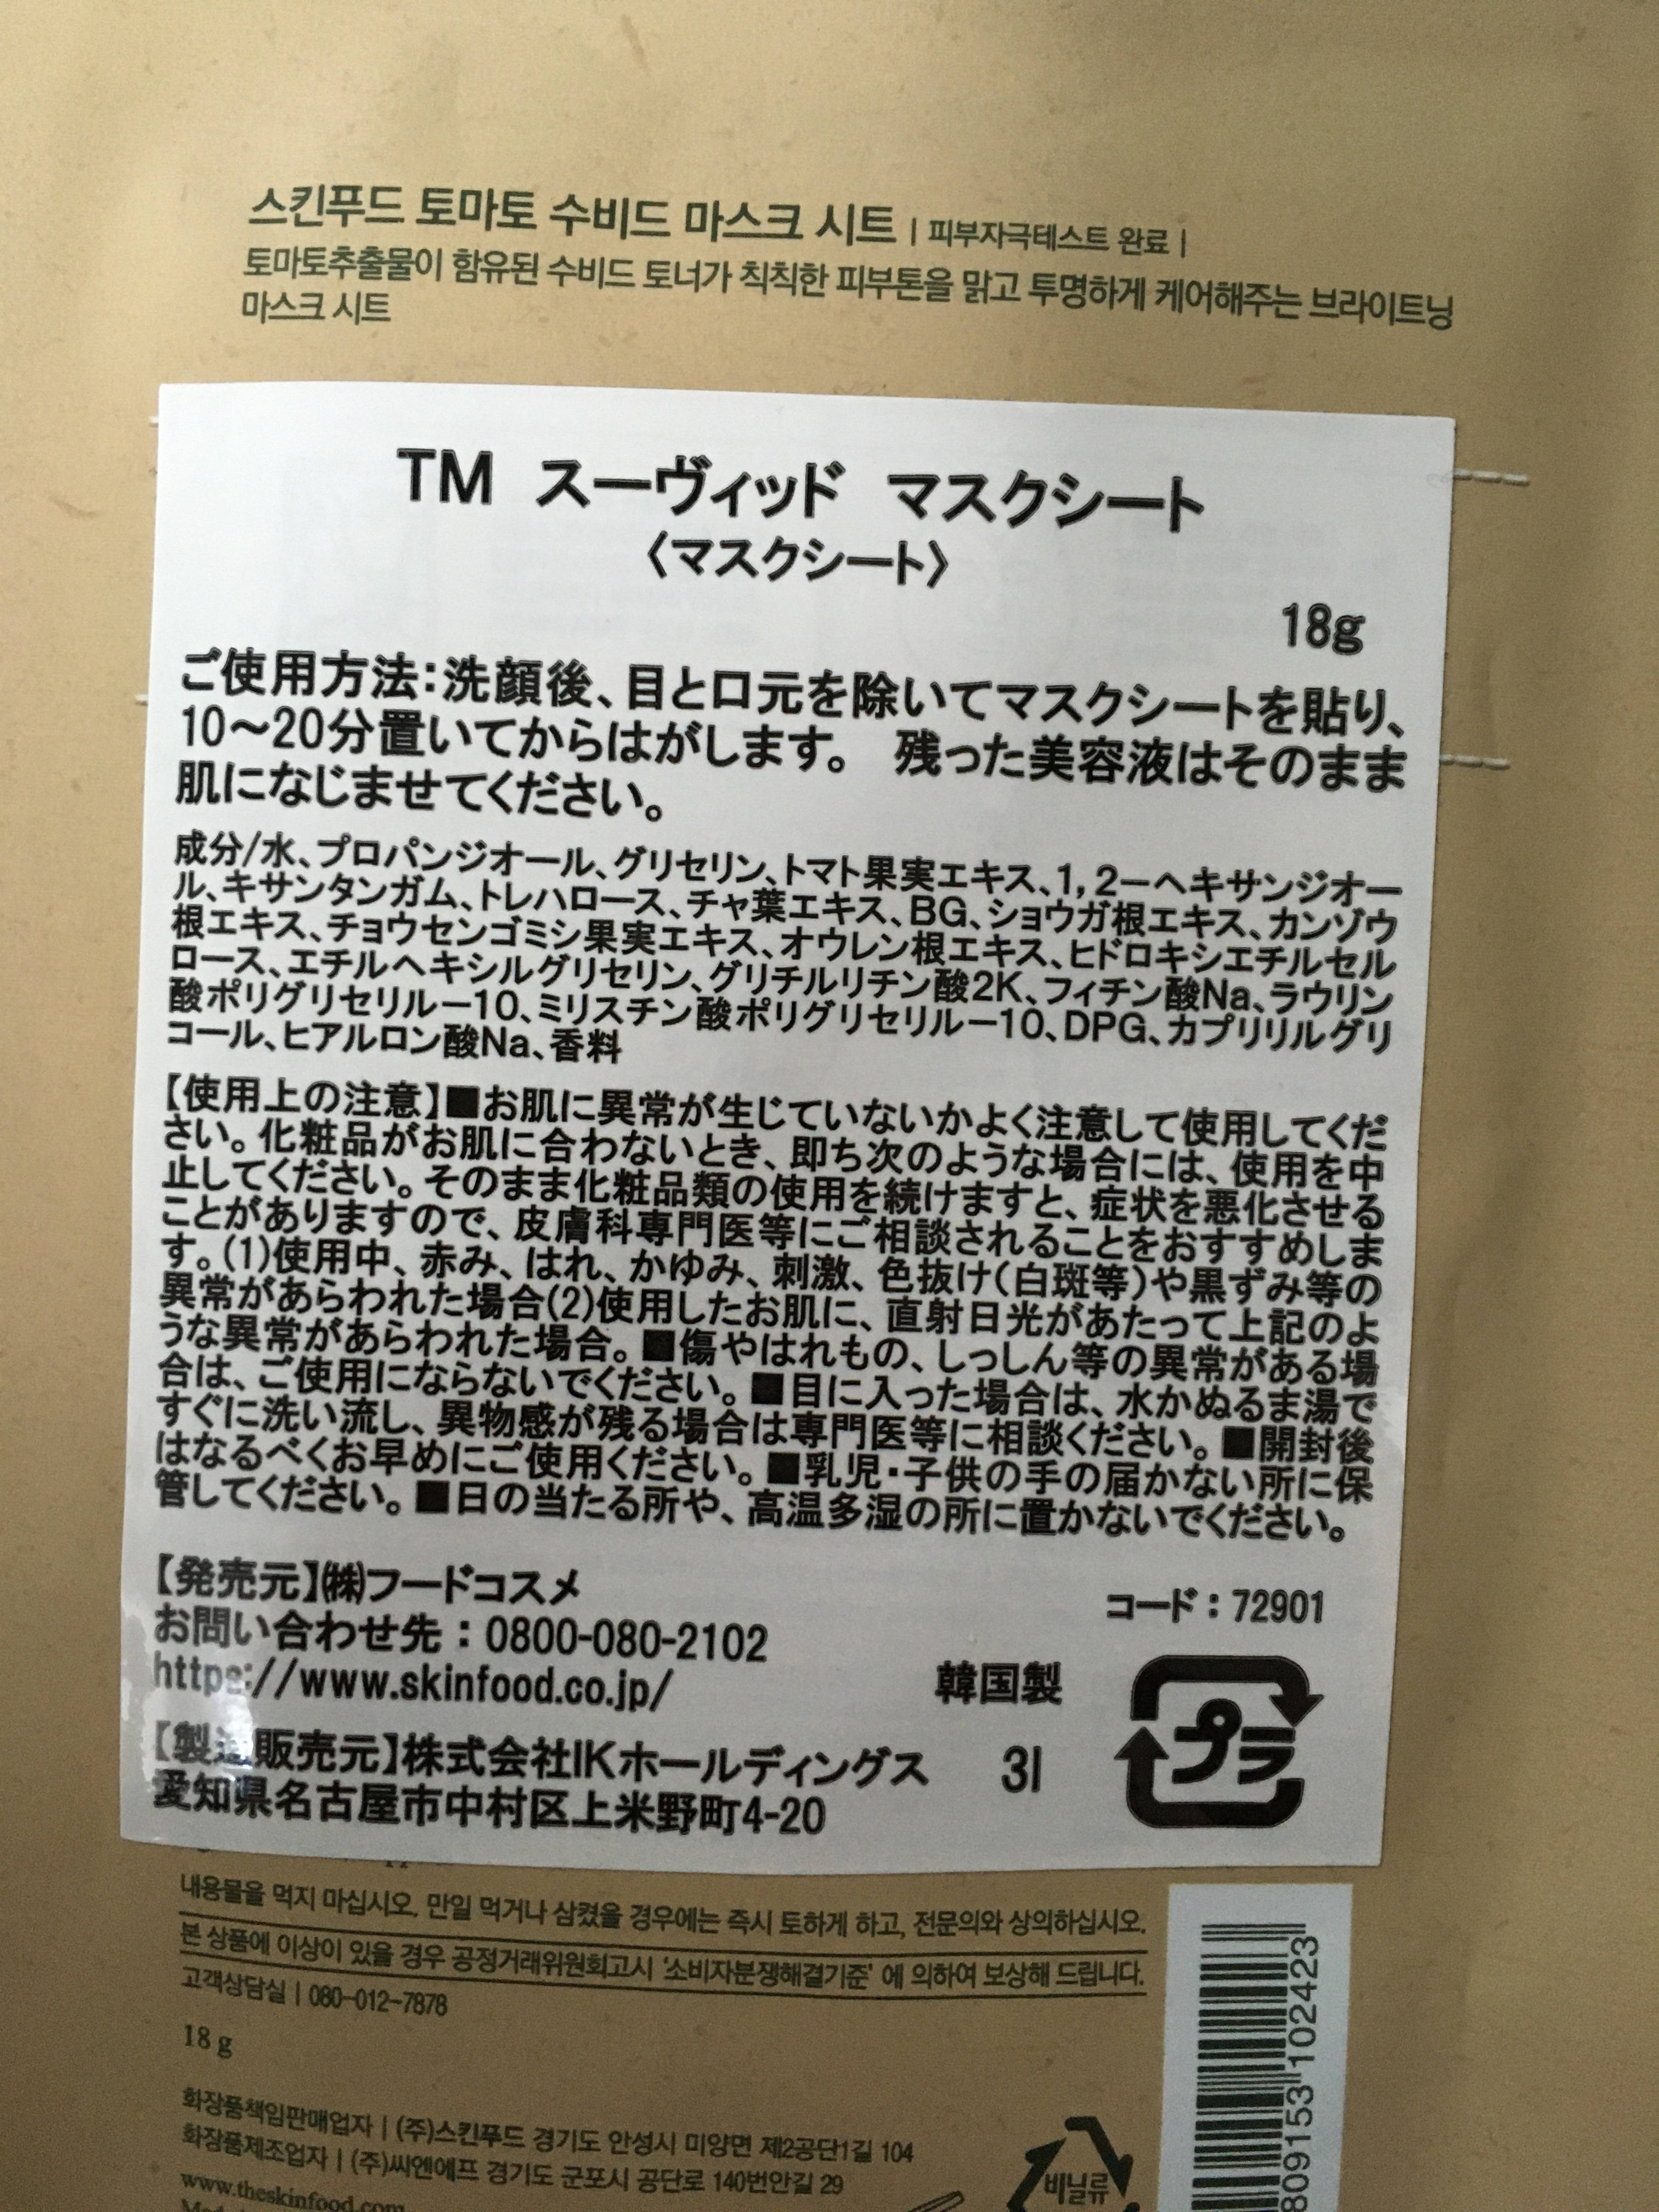 스킨푸드 토마토 수비드 마스크 시트 | 피부자극테스트 완료 |
토마토추출물이 함유된 수비드 토너가 칙칙한 피부톤을 맑고 투명하게 케어해주는 브라이트닝
마스크 시트
TM スーヴィッド マスクシート
〈マスクシート〉
18g
ご使用方法:洗顔後、目と口元を除いてマスクシートを貼り、
10～20分置いてからはがします。 残った美容液はそのまま
肌になじませてください。
成分/水、プロパンジオール、グリセリン、トマト果実エキス、1,2ーヘキサンジオー
ル、キサンタンガム、トレハロース、チャ葉エキス、BG、ショウガ根エキス、カンゾウ
根エキス、チョウセンゴミシ果実エキス、オウレン根エキス、ヒドロキシエチルセル
ロース、エチルヘキシルグリセリン、グリチルリチン酸2K、フィチン酸Na、ラウリン
酸ポリグリセリルー10、ミリスチン酸ポリグリセリルー10、DPG、カプリリルグリ
コール、ヒアルロン酸Na、香料
【使用上の注意】■お肌に異常が生じていないかよく注意して使用してくだ
さい。化粧品がお肌に合わないとき、即ち次のような場合には、使用を中
止してください。そのまま化粧品類の使用を続けますと、症状を悪化させる
ことがありますので、皮膚科専門医等にご相談されることをおすすめしま
す。(1)使用中、赤み、はれ、かゆみ、刺激、色抜け(白斑等)や黒ずみ等の
異常があらわれた場合(2)使用したお肌に、直射日光があたって上記のよ
うな異常があらわれた場合。■傷やはれもの、しっしん等の異常がある場
合は、ご使用にならないでください。■目に入った場合は、水かぬるま湯で
すぐに洗い流し、異物感が残る場合は専門医等に相談ください。■開封後
はなるべくお早めにご使用ください。■乳児・子供の手の届かない所に保
管してください。■日の当たる所や、高温多湿の所に置かないでください。
【発売元】㈱フードコスメ
コード：72901
お問い合わせ先：0800-080-2102
https://www.skinfood.co.jp/
韓国製
プラ
【製造販売元】株式会社IKホールディングス 3I
愛知県名古屋市中村区上米野町4-20
내용물을 먹지 마십시오. 만일 먹거나 삼켰을 경우에는 즉시 토하게 하고, 전문의와 상의하십시오.
본 상품에 이상이 있을 경우 공정거래위원회고시 '소비자분쟁해결기준' 에 의하여 보상해 드립니다.
고객상담실 | 080-012-7878
18 g
화장품책임판매업자 | (주)스킨푸드 경기도 안성시 미양면 제2공단1길 104
화장품제조업자 | (주)씨엔에프 경기도 군포시 공단로 140번안길 29
www.theskinfood.com
비닐류
809153 102423